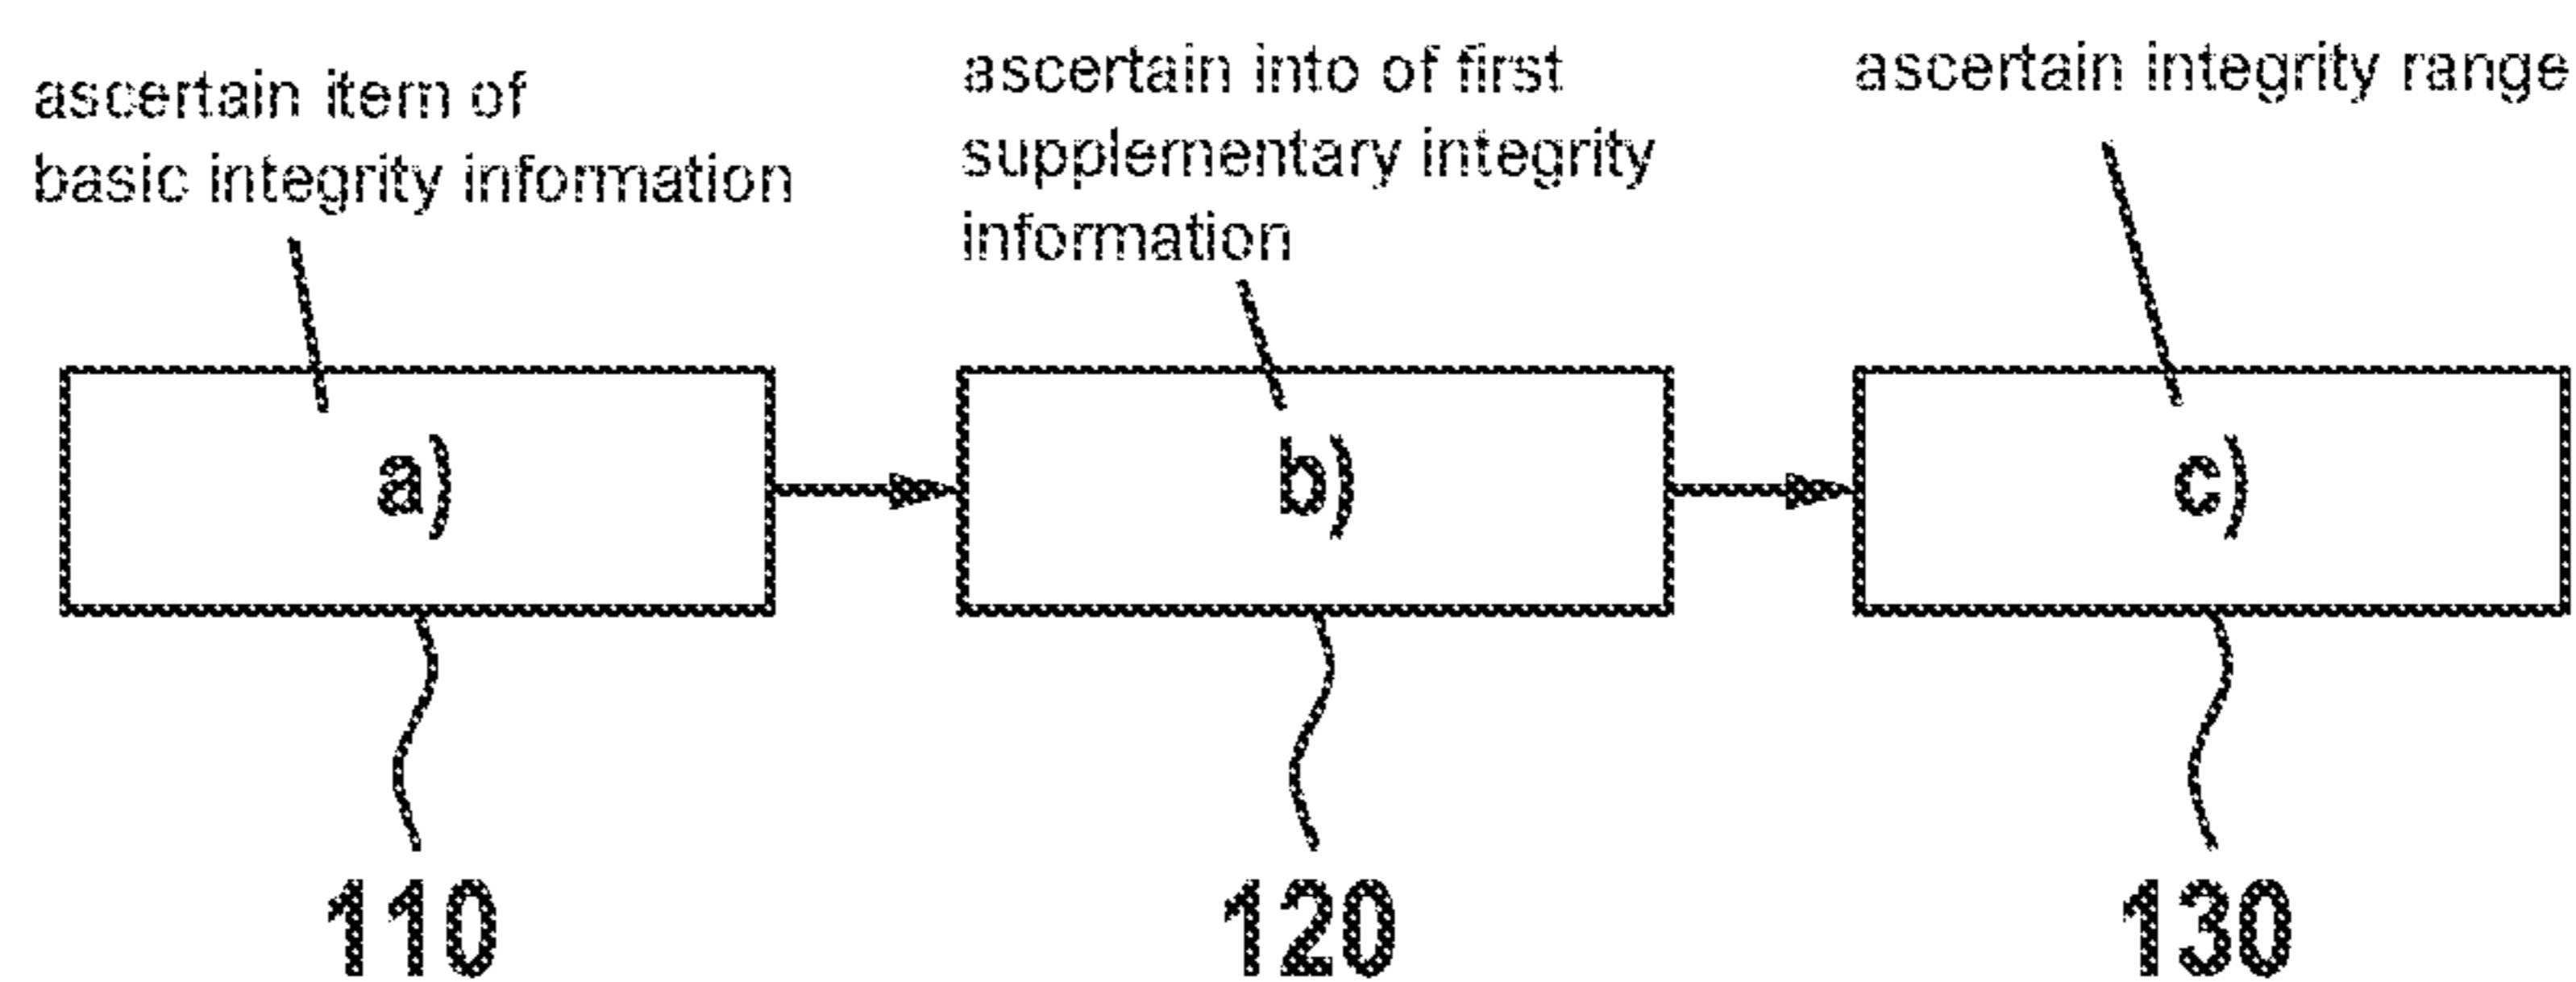 ascertain item of
basic integrity information
ascertain into of first
supplementary integrity
information
ascertain integrity range
a)
b)
c)
110
120
130